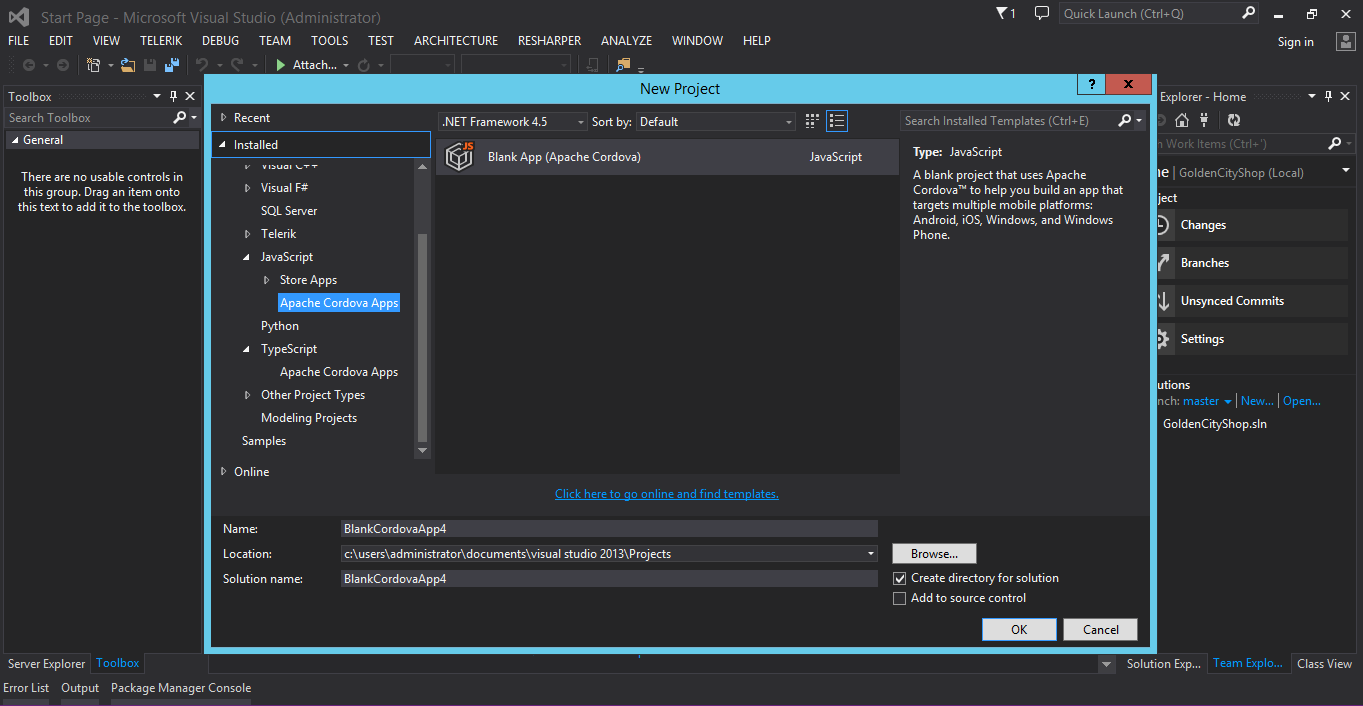 Start Page - Microsoft Visual Studio (Administrator)
1
Quick Launch (Ctrl+Q)
FILE EDIT VIEW TELERIK DEBUG TEAM TOOLS TEST ARCHITECTURE RESHARPER ANALYZE WINDOW HELP
Sign in
Attach...
Toolbox
Search Toolbox
General
There are no usable controls in
this group. Drag an item onto
this text to add it to the toolbox.
New Project
?
Recent
Installed
Visual C++
Visual F#
SQL Server
Telerik
JavaScript
Store Apps
Apache Cordova Apps
Python
TypeScript
Apache Cordova Apps
Other Project Types
Modeling Projects
Samples
Online
.NET Framework 4.5
Sort by: Default
Search Installed Templates (Ctrl+E)
JS
Blank App (Apache Cordova)
JavaScript
Type: JavaScript
A blank project that uses Apache
Cordova™ to help you build an app that
targets multiple mobile platforms:
Android, iOS, Windows, and Windows
Phone.
Click here to go online and find templates.
Name: BlankCordovaApp4
Location: c:\users\administrator\documents\visual studio 2013\Projects
Browse...
Solution name: BlankCordovaApp4
Create directory for solution
Add to source control
OK
Cancel
Explorer - Home
Work Items (Ctrl+')
GoldenCityShop (Local)
Changes
Branches
Unsynced Commits
Settings
master
New...
Open...
GoldenCityShop.sln
Server Explorer
Toolbox
Solution Exp...
Team Explo...
Class View
Error List
Output
Package Manager Console